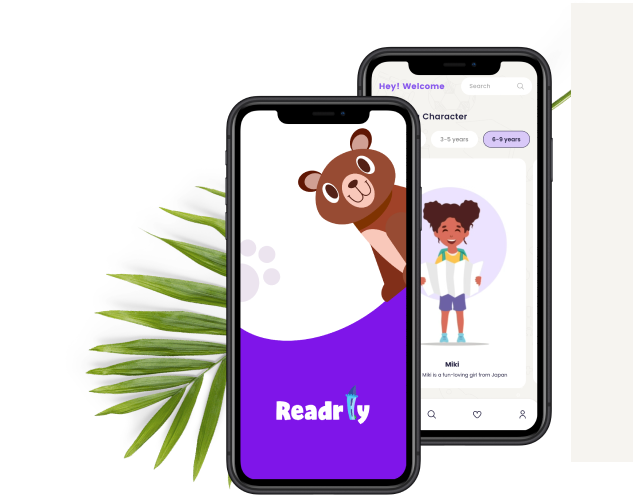 Hey! Welcome
Search
Character
3-5 years
6-9 years
Miki
Miki is a fun-loving girl from Japan
Readrly